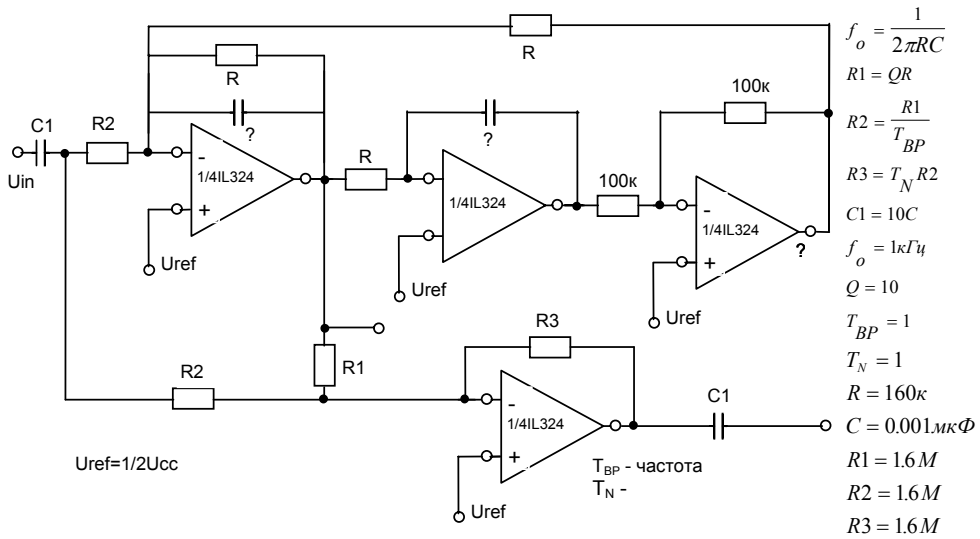 R
R
?
C1
R2
-
1/4IL324
+
Uin
Uref
R
?
1/4IL324
Uref
100к
100к
-
1/4IL324
+
?
Uref
R1
R2
R3
-
1/4IL324
+
Uref
C1
Uref=1/2Ucc
T_BP - частота
T_N -
f_o = 1/(2πRC)
R1 = QR
R2 = R1/T_BP
R3 = T_N R2
C1 = 10C
f_o = 1кГц
Q = 10
T_BP = 1
T_N = 1
R = 160к
C = 0.001мкФ
R1 = 1.6M
R2 = 1.6M
R3 = 1.6M